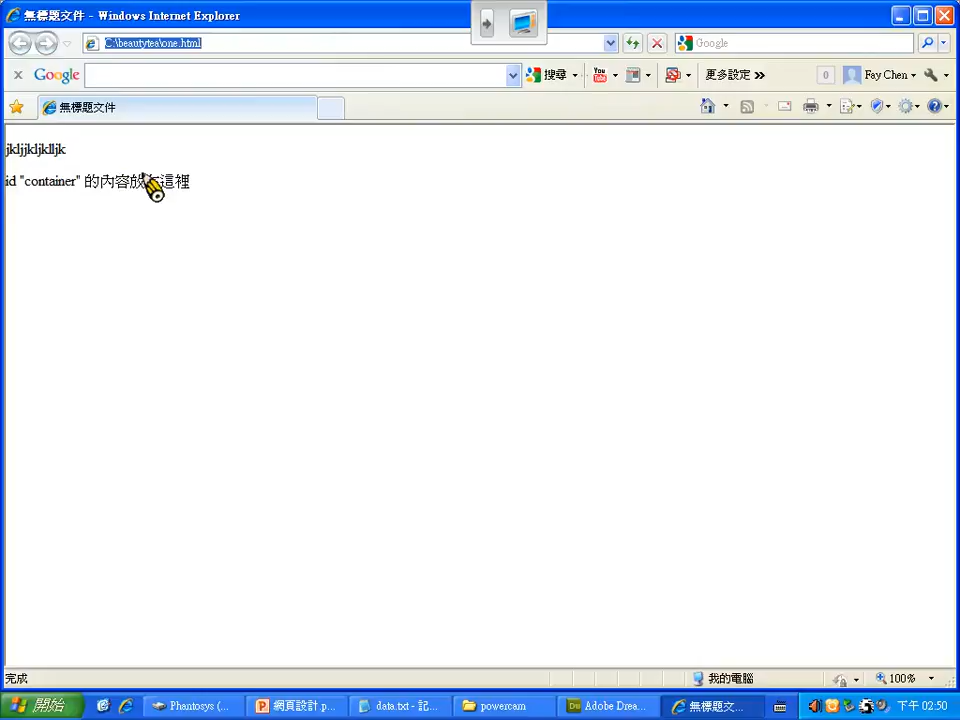 無標題文件 - Windows Internet Explorer
C:\beautytea\one.html
Google
Google
搜尋
更多設定 »
0
Fay Chen
無標題文件
jkljjkljklljk
id "container" 的內容放在這裡
完成
我的電腦
100%
開始
Phantosys (...
網頁設計 p...
data.txt - 記...
powercam
Adobe Drea...
無標題文...
下午 02:50